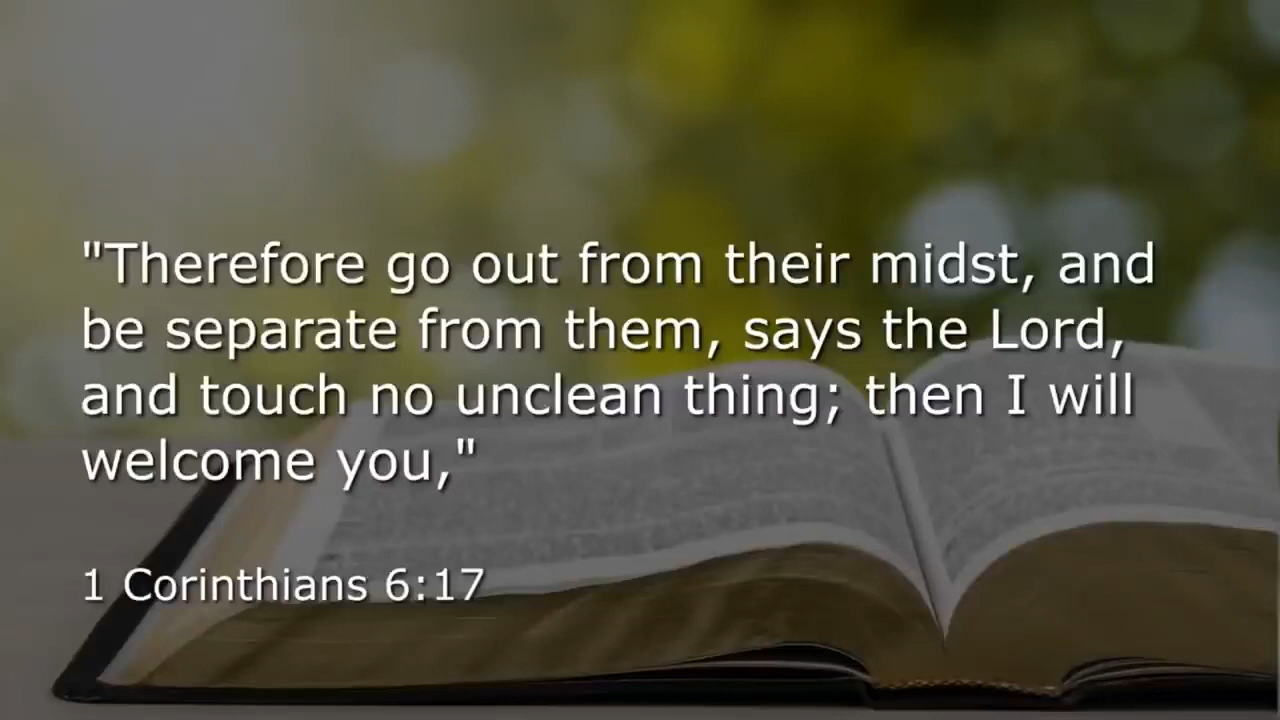 "Therefore go out from their midst, and
be separate from them, says the Lord,
and touch no unclean thing; then I will
welcome you,"
1 Corinthians 6:17